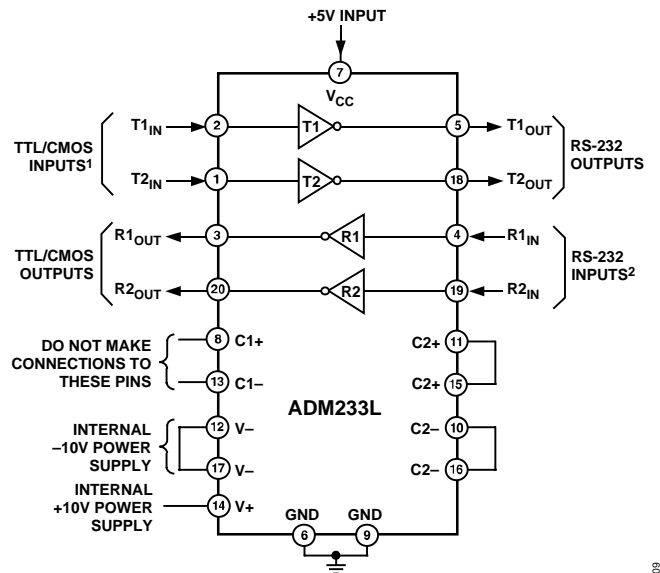 +5V INPUT
7
VCC
TTL/CMOS
INPUTS1
T1IN
2
T1
5
T1OUT
T2IN
1
T2
18
T2OUT
RS-232
OUTPUTS
TTL/CMOS
OUTPUTS
R1OUT
3
R1
4
R1IN
R2OUT
20
R2
19
R2IN
RS-232
INPUTS2
DO NOT MAKE
CONNECTIONS TO
THESE PINS
8
C1+
13
C1–
C2+
11
C2+
15
ADM233L
INTERNAL
–10V POWER
SUPPLY
12
V–
17
V–
C2–
10
C2–
16
INTERNAL
+10V POWER
SUPPLY
14
V+
GND
GND
6
9
09